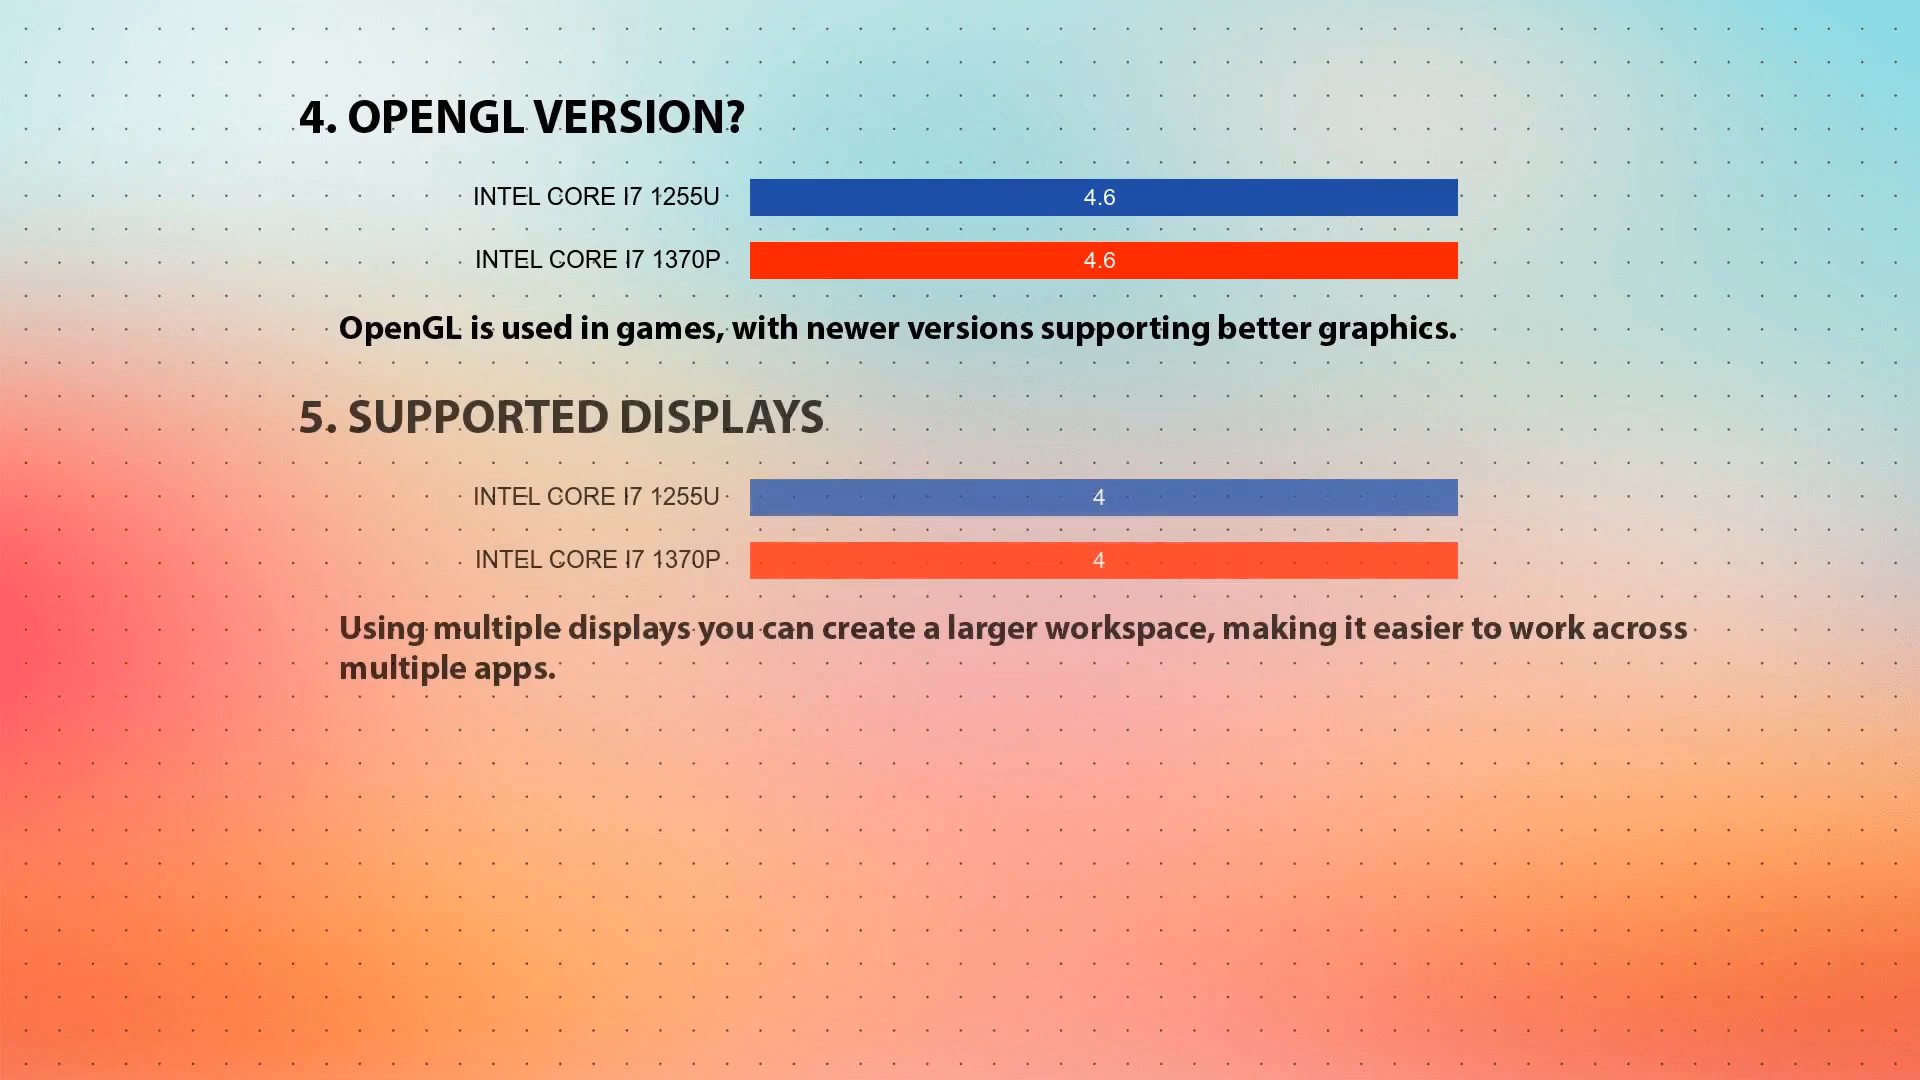 4. OPENGL VERSION?
INTEL CORE I7 1255U
4.6
INTEL CORE I7 1370P
4.6
OpenGL is used in games, with newer versions supporting better graphics.
5. SUPPORTED DISPLAYS
INTEL CORE I7 1255U
4
INTEL CORE I7 1370P
4
Using multiple displays you can create a larger workspace, making it easier to work across
multiple apps.